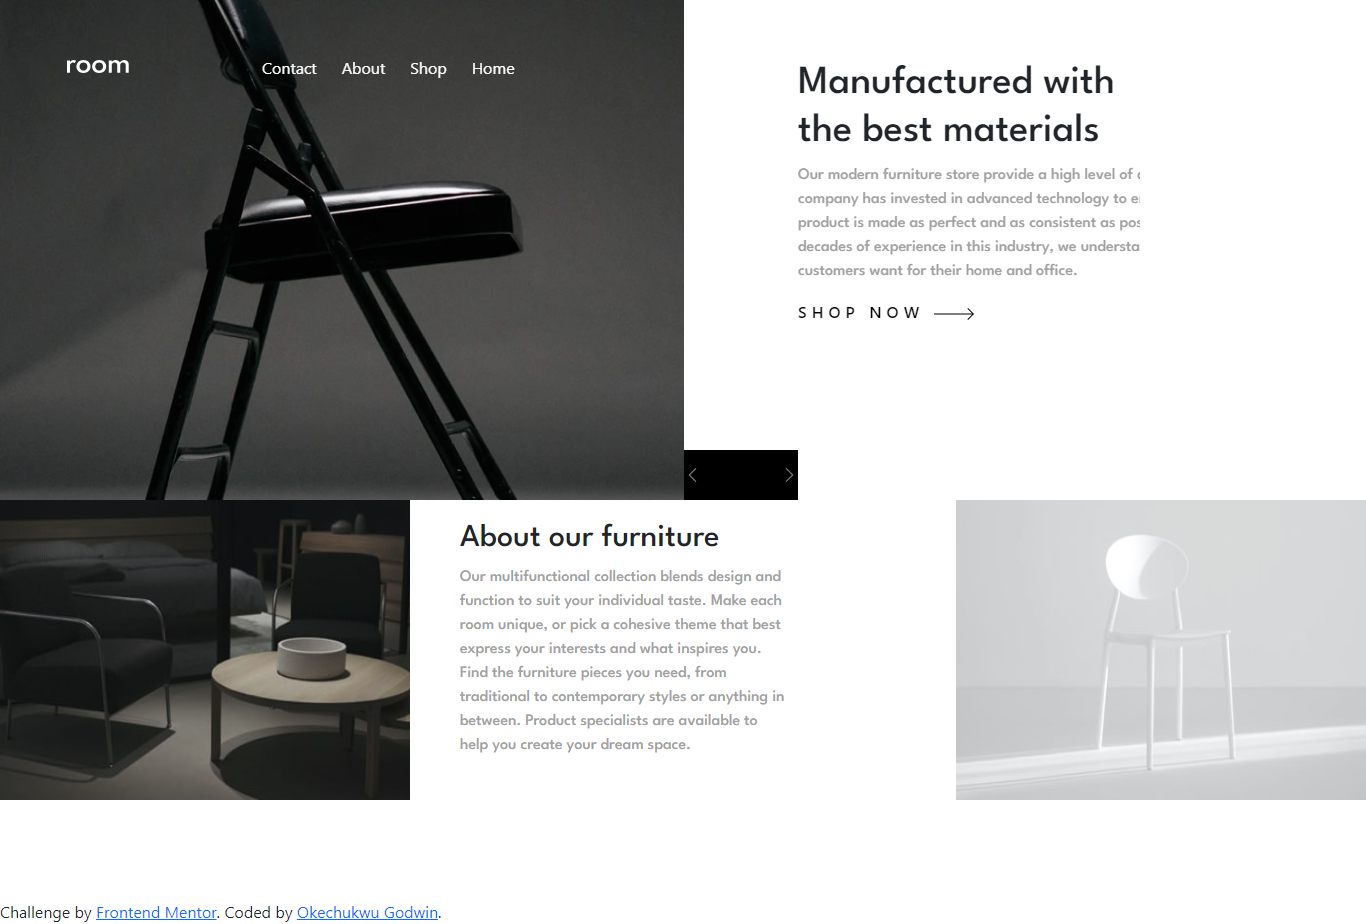 room
Contact About Shop Home
Manufactured with
the best materials
Our modern furniture store provide a high level of
company has invested in advanced technology to
product is made as perfect and as consistent as
decades of experience in this industry, we
customers want for their home and office.
SHOP NOW
About our furniture
Our multifunctional collection blends design and
function to suit your individual taste. Make each
room unique, or pick a cohesive theme that best
express your interests and what inspires you.
Find the furniture pieces you need, from
traditional to contemporary styles or anything in
between. Product specialists are available to
help you create your dream space.
Challenge by Frontend Mentor. Coded by Okechukwu Godwin.